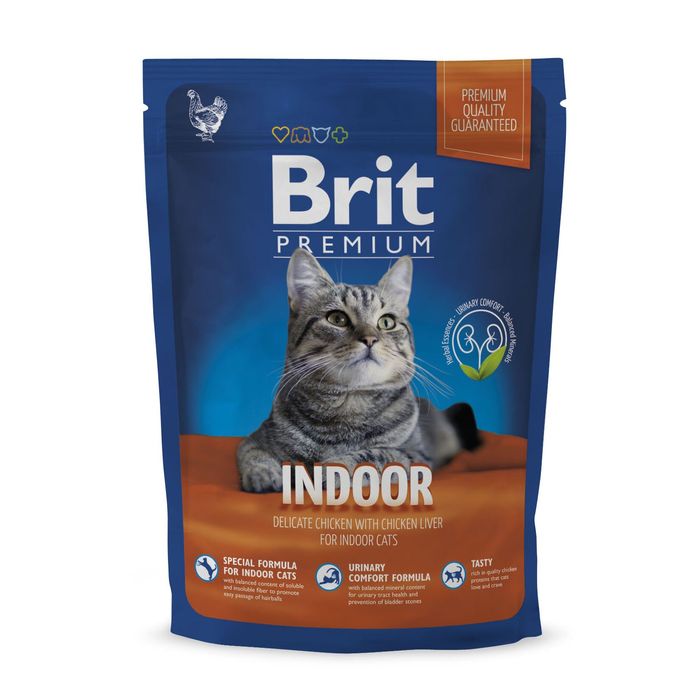 PREMIUM
QUALITY
GUARANTEED
Brit
PREMIUM
Herbal Essences - URINARY COMFORT - Balanced Minerals
INDOOR
DELICATE CHICKEN WITH CHICKEN LIVER
FOR INDOOR CATS
SPECIAL FORMULA
FOR INDOOR CATS
with balanced content of soluble
and insoluble fiber to promote
easy passage of hairballs
URINARY
COMFORT FORMULA
with balanced mineral content
for urinary tract health and
prevention of bladder stones
TASTY
rich in quality chicken
proteins that cats
love and crave